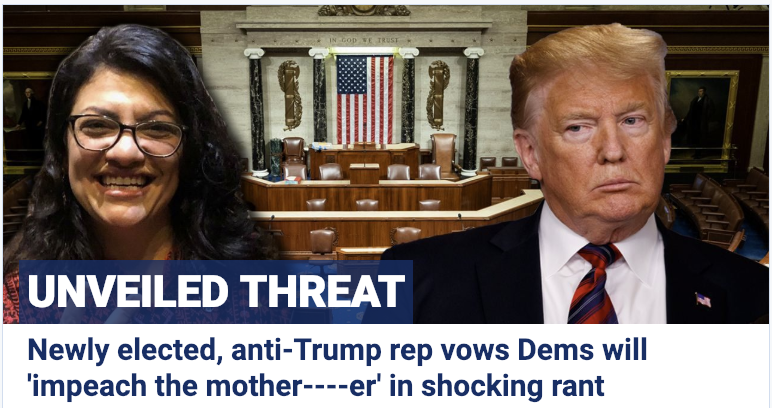 IN GOD WE TRUST
UNVEILED THREAT
Newly elected, anti-Trump rep vows Dems will
'impeach the mother----er' in shocking rant